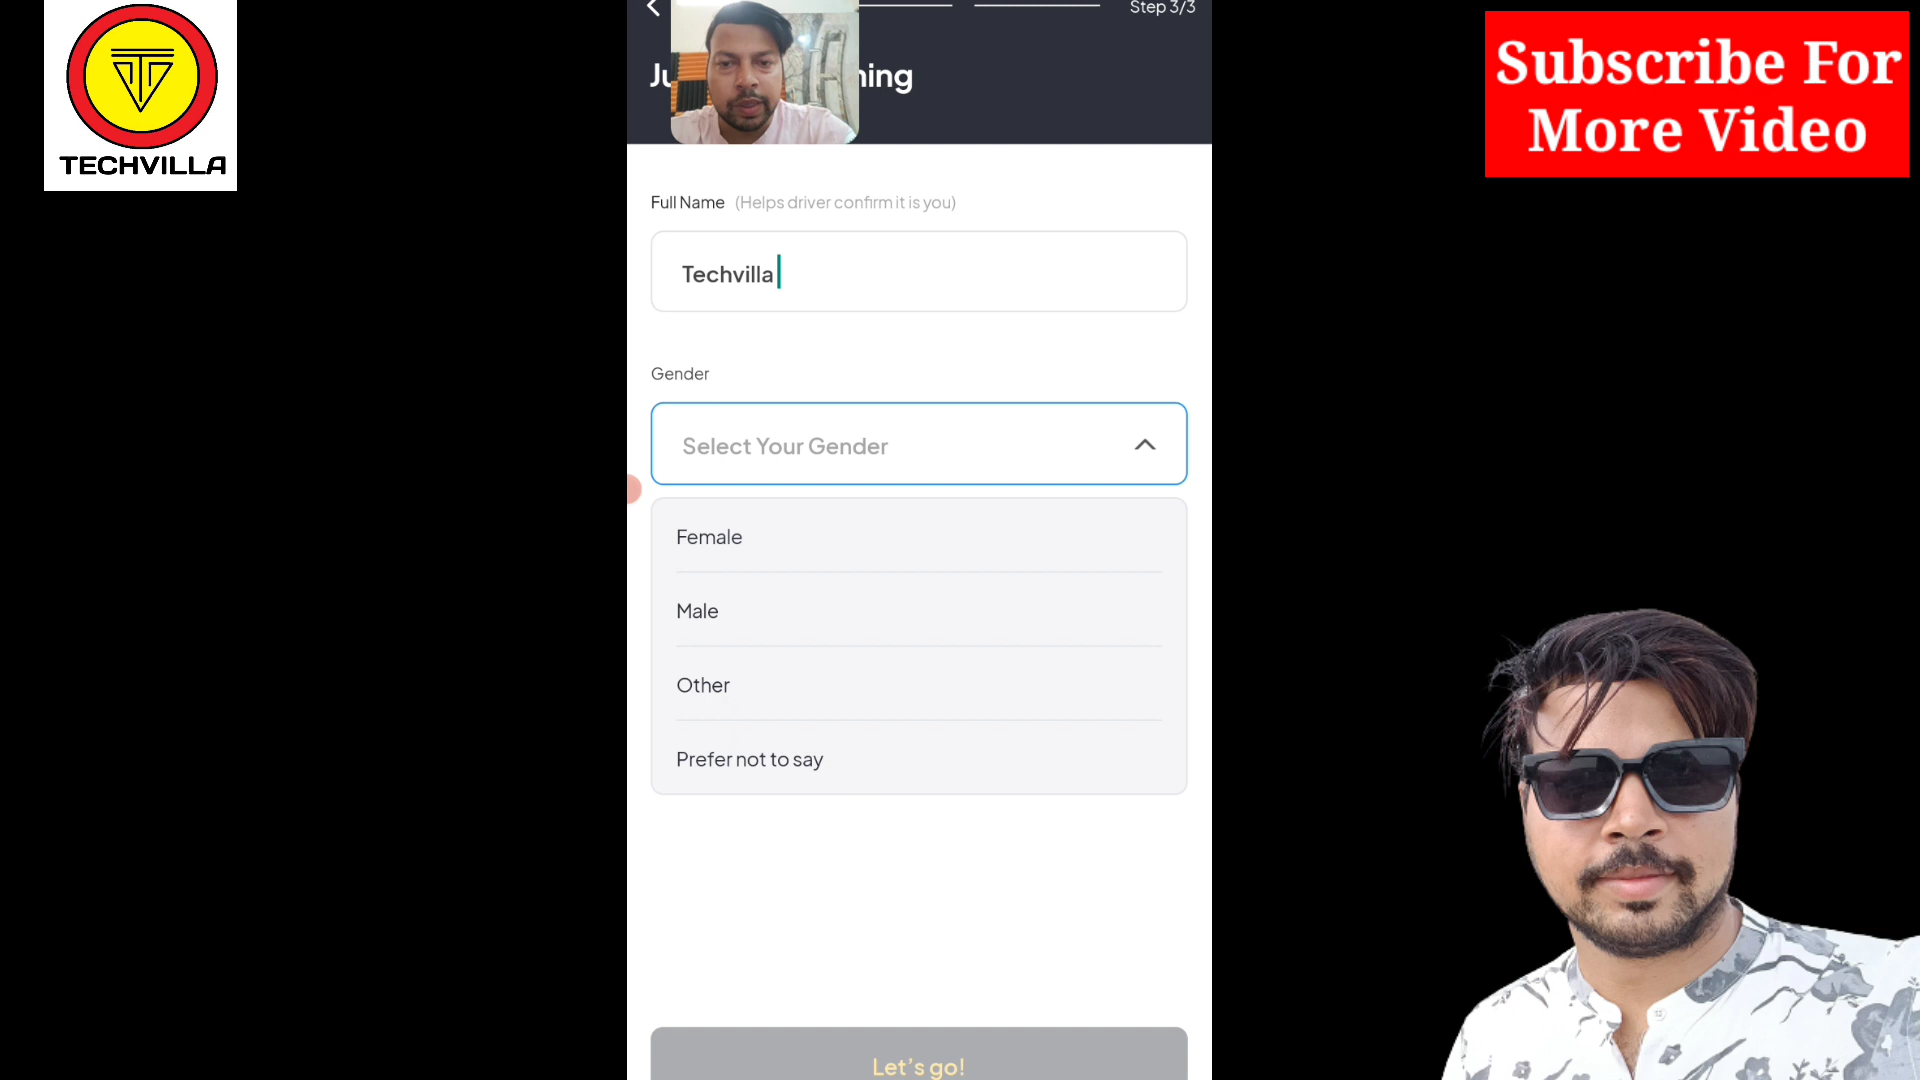 TECHVILLA
Step 3/3
Ju
ning
Subscribe For
More Video
Full Name (Helps driver confirm it is you)
Techvilla
Gender
Select Your Gender
Female
Male
Other
Prefer not to say
Let's go!